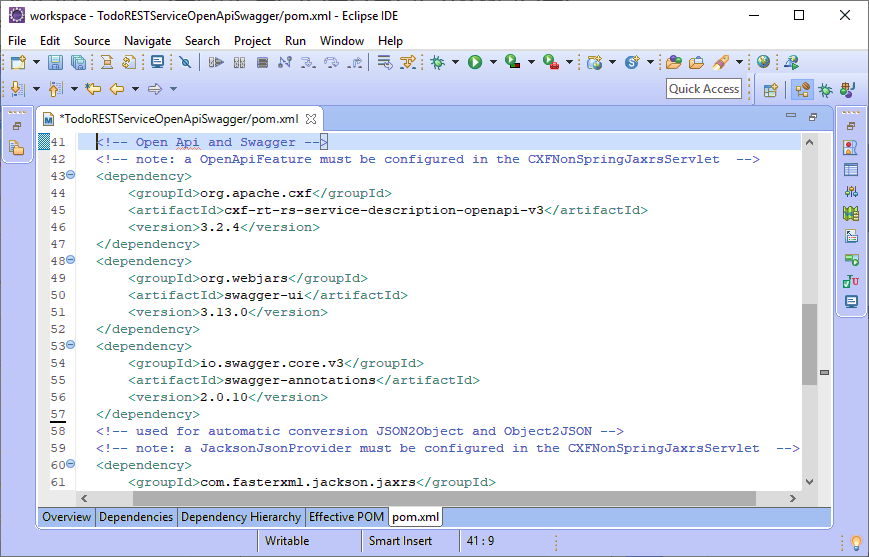 workspace - TodoRESTServiceOpenApiSwagger/pom.xml - Eclipse IDE
File Edit Source Navigate Search Project Run Window Help
Quick Access
*TodoRESTServiceOpenApiSwagger/pom.xml
41 <!-- Open Api and Swagger -->
42 <!-- note: a OpenApiFeature must be configured in the CXFNonSpringJaxrsServlet  -->
43 <dependency>
44 <groupId>org.apache.cxf</groupId>
45 <artifactId>cxf-rt-rs-service-description-openapi-v3</artifactId>
46 <version>3.2.4</version>
47 </dependency>
48 <dependency>
49 <groupId>org.webjars</groupId>
50 <artifactId>swagger-ui</artifactId>
51 <version>3.13.0</version>
52 </dependency>
53 <dependency>
54 <groupId>io.swagger.core.v3</groupId>
55 <artifactId>swagger-annotations</artifactId>
56 <version>2.0.10</version>
57 </dependency>
58 <!-- used for automatic conversion JSON2Object and Object2JSON -->
59 <!-- note: a JacksonJsonProvider must be configured in the CXFNonSpringJaxrsServlet  -->
60 <dependency>
61 <groupId>com.fasterxml.jackson.jaxrs</groupId>
Overview Dependencies Dependency Hierarchy Effective POM pom.xml
Writable Smart Insert 41 : 9